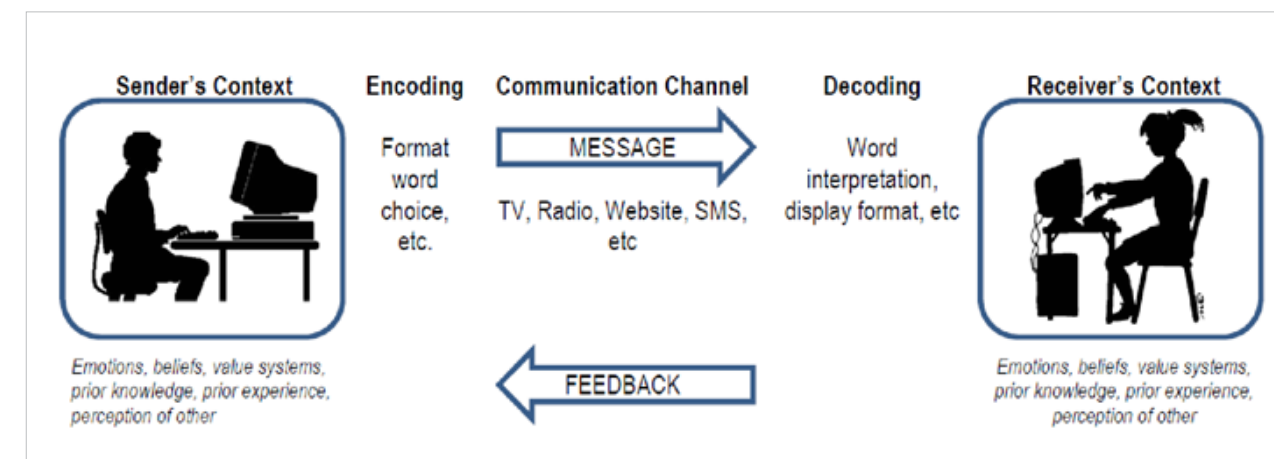 Sender's Context
Encoding
Communication Channel
Decoding
Receiver's Context
Format
word
choice,
etc.
MESSAGE
TV, Radio, Website, SMS,
etc
Word
interpretation,
display format, etc
Emotions, beliefs, value systems,
prior knowledge, prior experience,
perception of other
FEEDBACK
Emotions, beliefs, value systems,
prior knowledge, prior experience,
perception of other